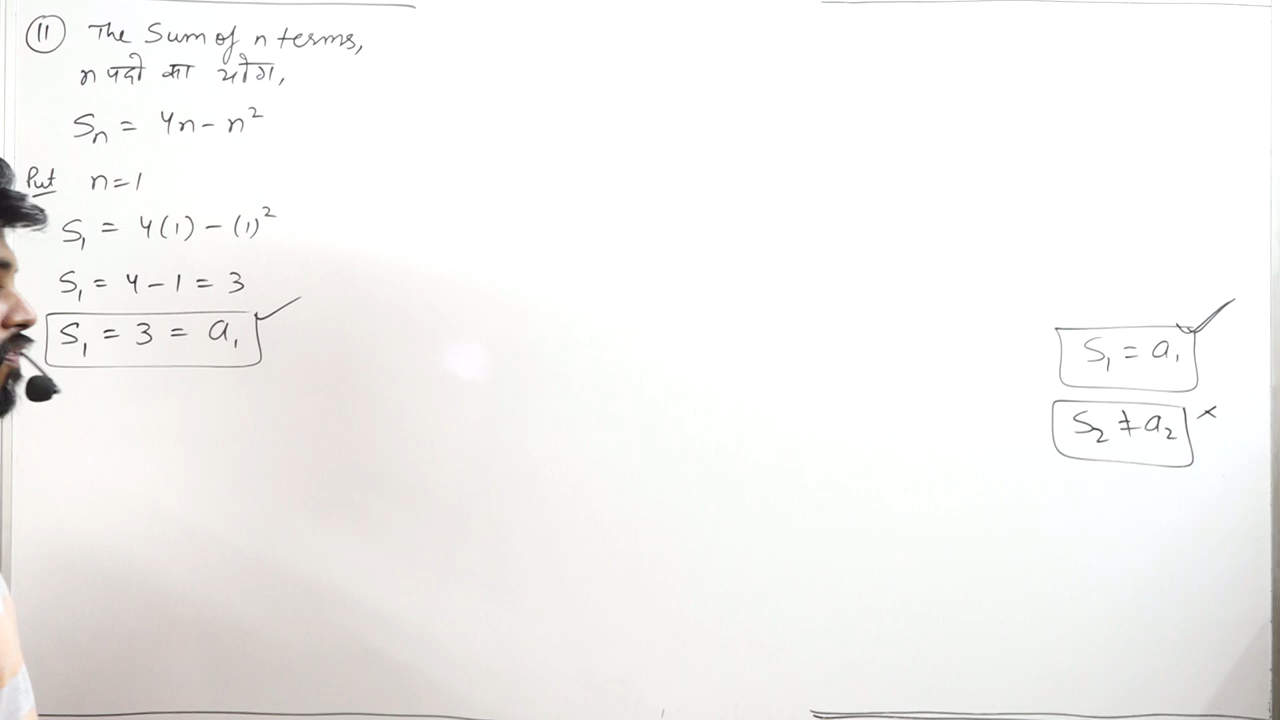 11 The Sum of n terms,
n पदों का योग,
Sₙ = 4n - n²
Put n=1
S₁ = 4(1) - (1)²
S₁ = 4 - 1 = 3
S₁ = 3 = a₁ ✓
S₁ = a₁ ✓
S₂ ≠ a₂ ×